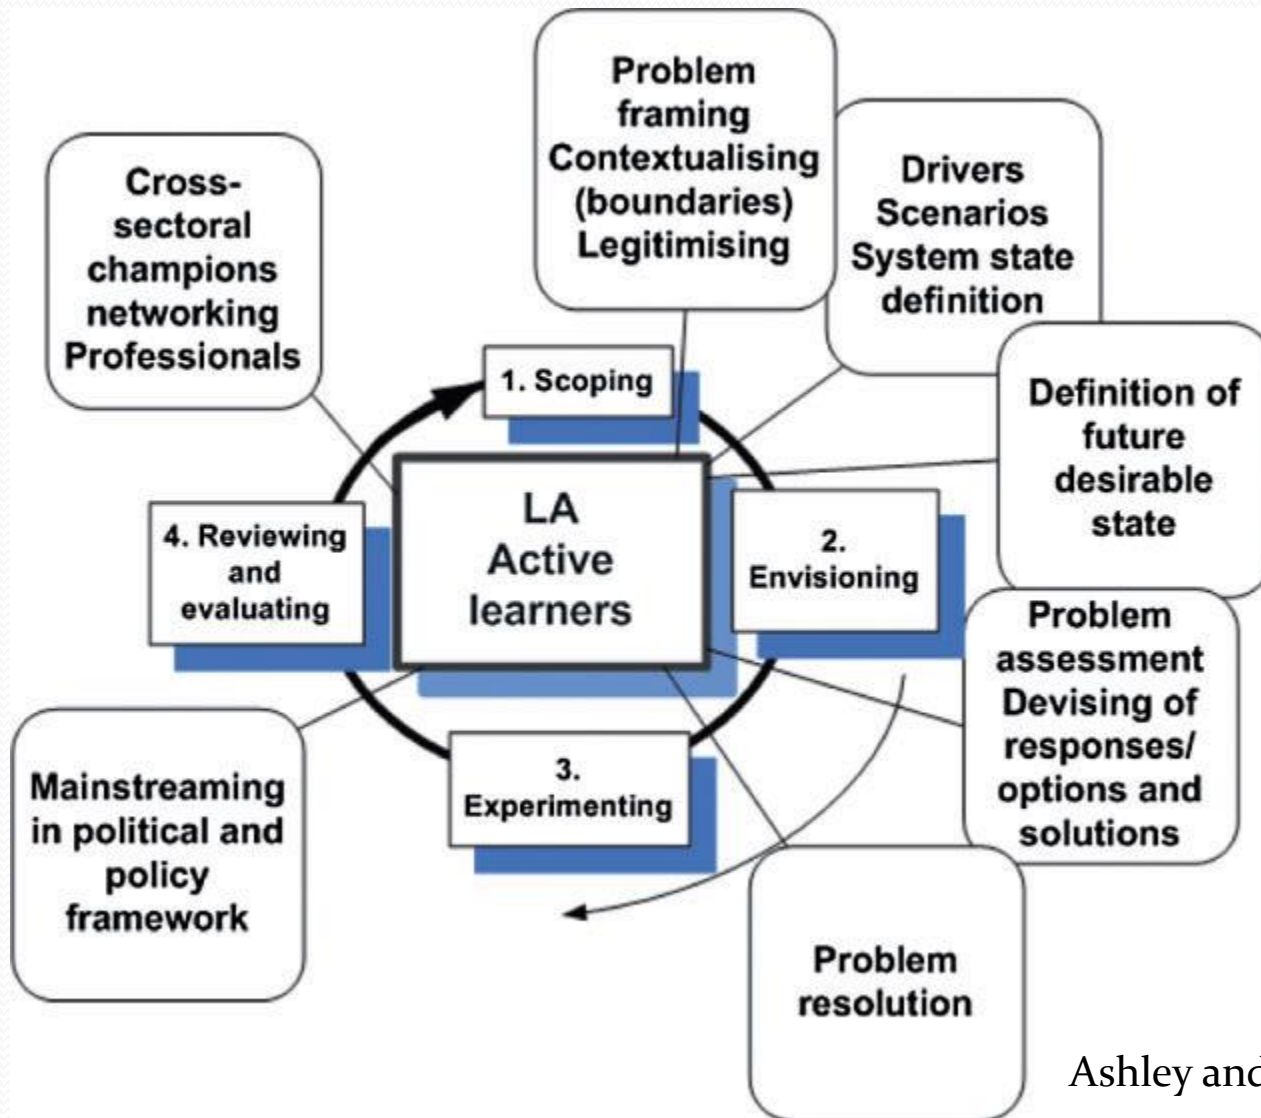 Problem
framing
Contextualising
(boundaries)
Legitimising
Drivers
Scenarios
System state
definition
Definition of
future
desirable
state
Problem
assessment
Devising of
responses/
options and
solutions
Problem
resolution
Mainstreaming
in political and
policy
framework
Cross-
sectoral
champions
networking
Professionals
1. Scoping
2.
Envisioning
3.
Experimenting
4. Reviewing
and
evaluating
LA
Active
learners
Ashley and